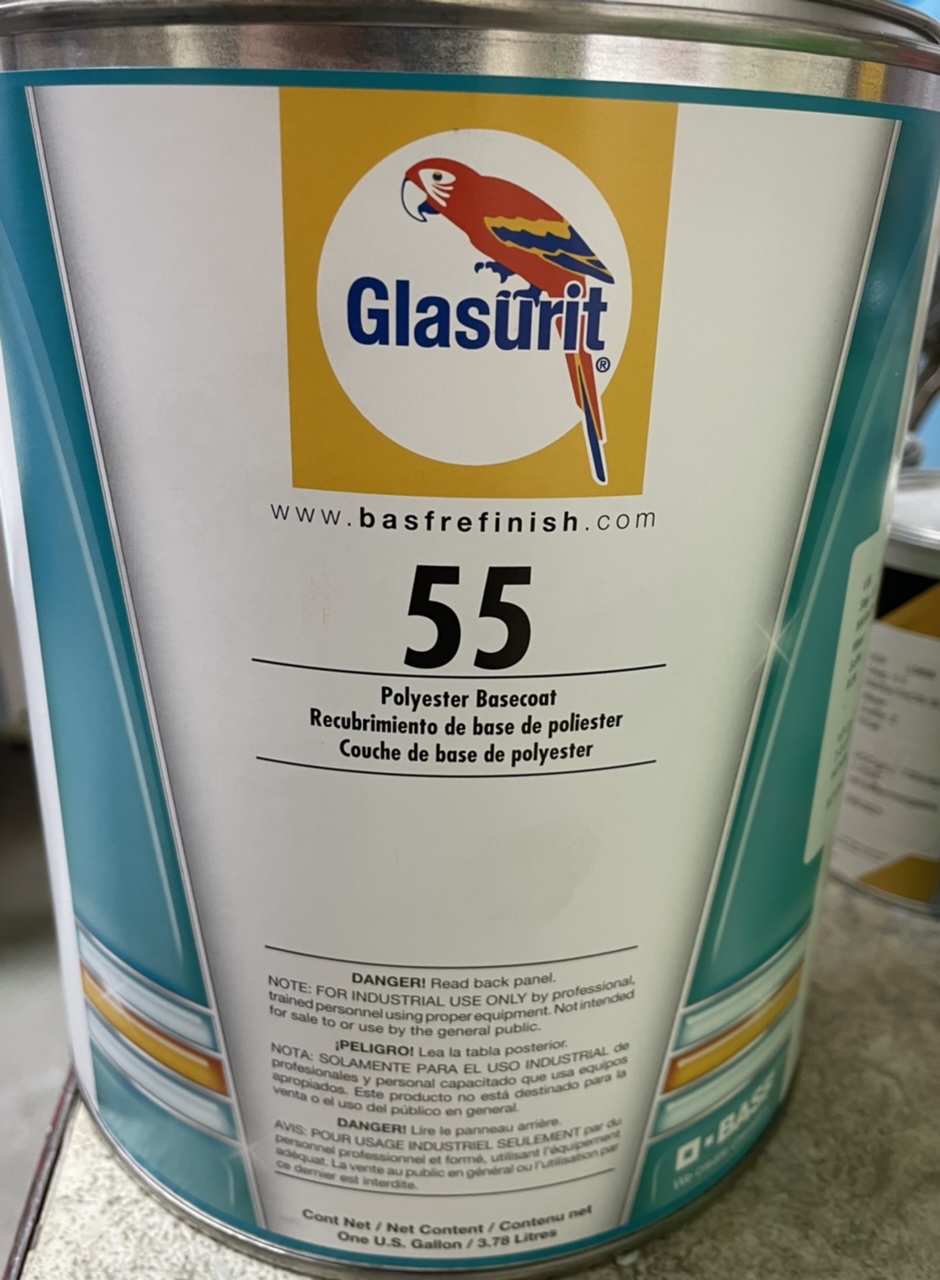 Glasurit®
www.basfrefinish.com
55
Polyester Basecoat
Recubrimiento de base de poliester
Couche de base de polyester
DANGER! Read back panel.
NOTE: FOR INDUSTRIAL USE ONLY by professional,
trained personnel using proper equipment. Not intended
for sale to or use by the general public.
¡PELIGRO! Lea la tabla posterior.
NOTA: SOLAMENTE PARA EL USO INDUSTRIAL de
profesionales y personal capacitado que usa equipos
apropiados. Este producto no está destinado para la
venta o el uso del público en general.
DANGER! Lire le panneau arrière.
AVIS: POUR USAGE INDUSTRIEL SEULEMENT par du
personnel professionnel et formé, utilisant l'équipement
adéquat. La vente au public en général ou l'utilisation par
ce dernier est interdite.
Cont Net / Net Content / Contenu net
One U.S. Gallon / 3.78 Litres
BASF
We create